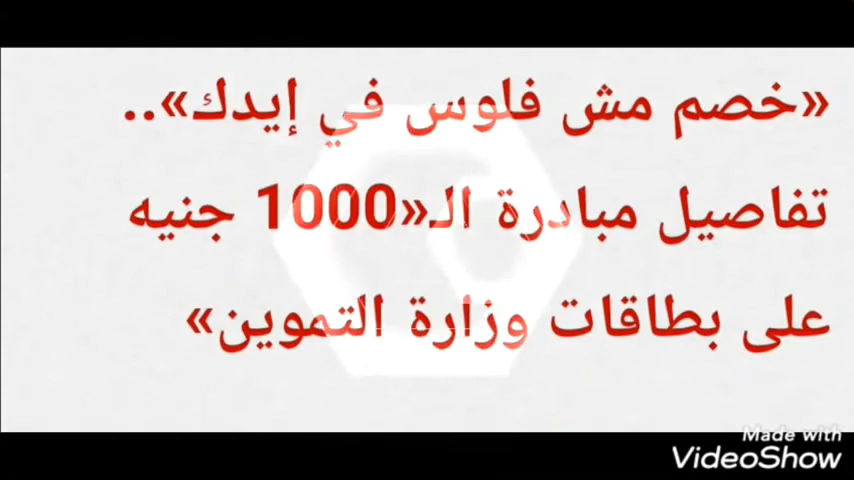 «خصم مش فلوس في إيدك»..
تفاصيل مبادرة الـ«1000 جنيه
على بطاقات وزارة التموين»
Made with
VideoShow